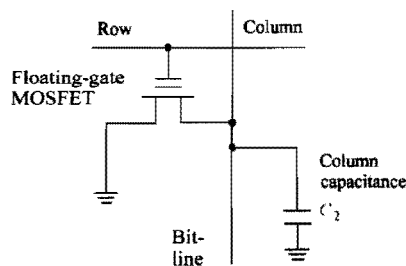 Row
Column
Floating-gate
MOSFET
Column
capacitance
C₂
Bit-
line